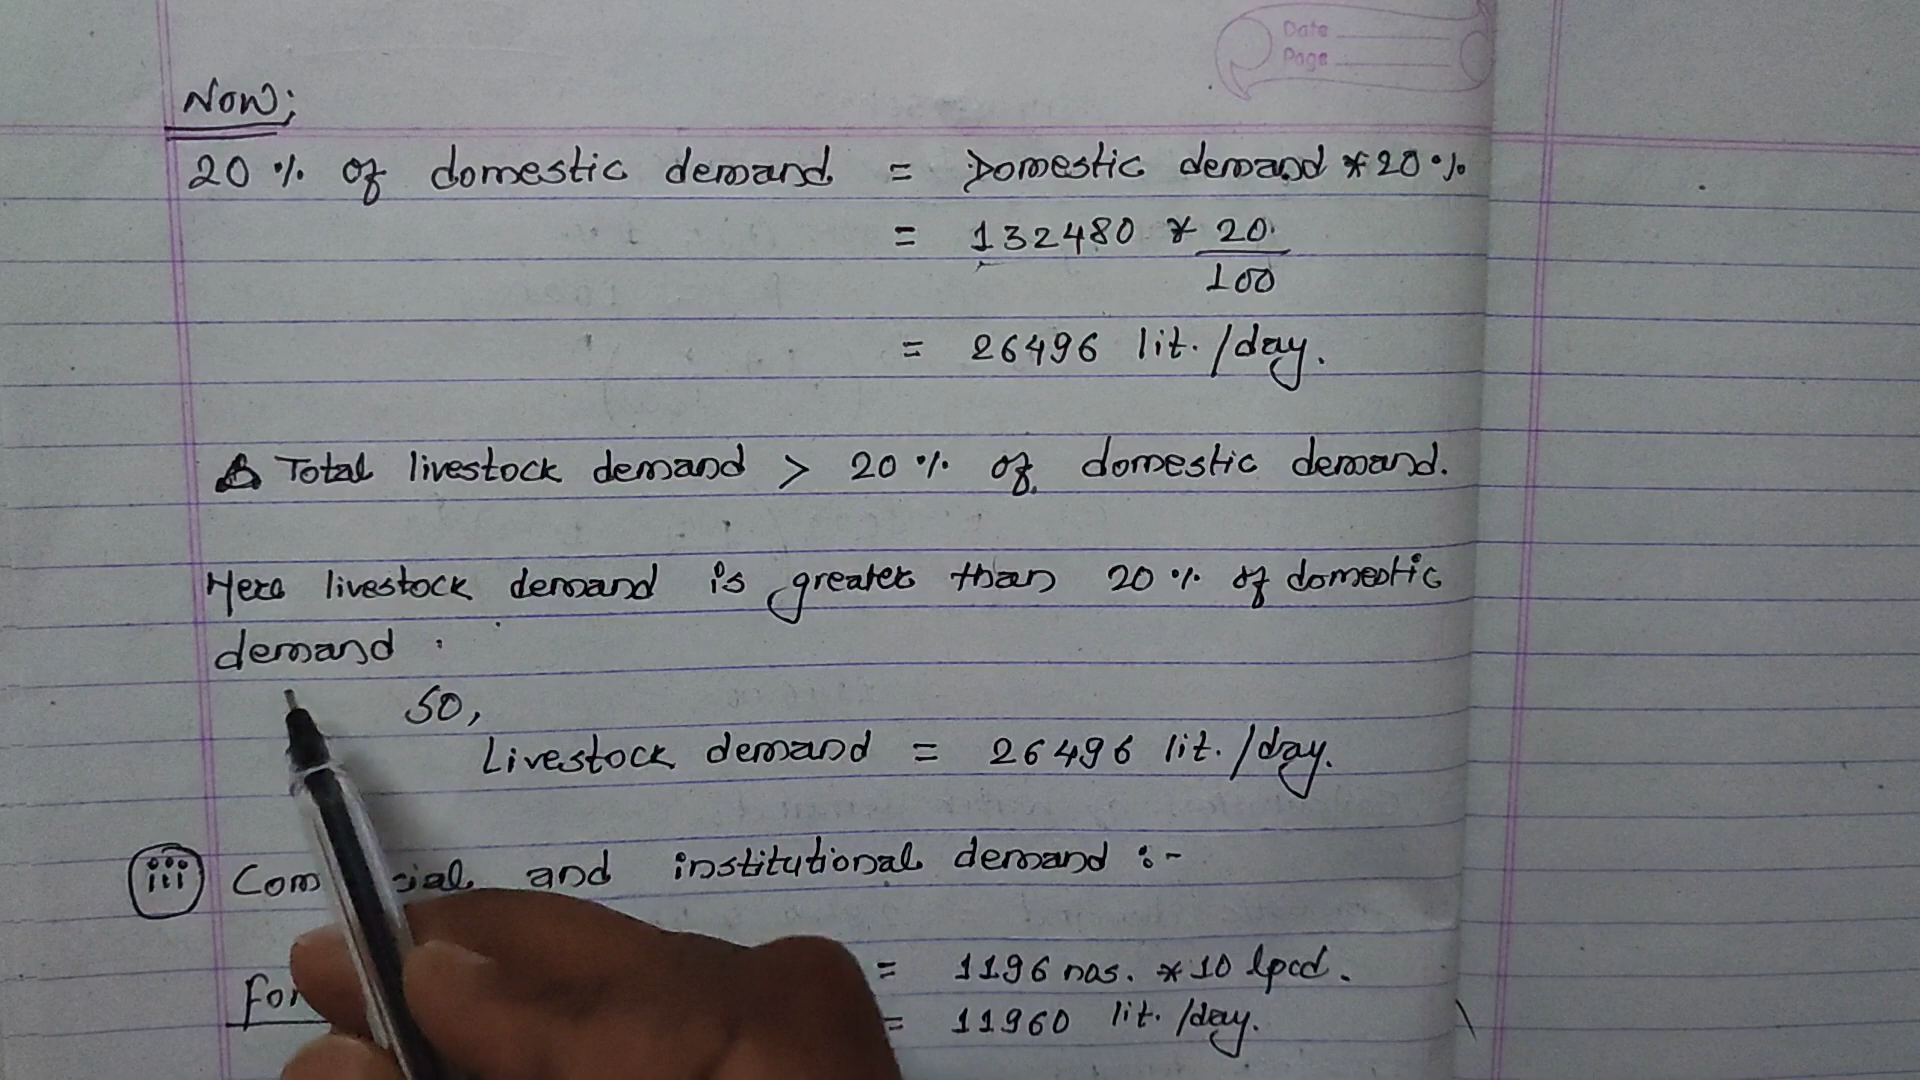 Date
Page
Now;
20 % of domestic demand = Domestic demand * 20 %
= 132480 * 20
100
= 26496 lit. /day.
Total livestock demand > 20 % of domestic demand.
Here livestock demand is greater than 20 % of domestic
demand .
So,
Livestock demand = 26496 lit. /day.
iii Com cial and institutional demand :-
= 1196 nos. * 10 lpcd.
For
= 11960 lit. /day.